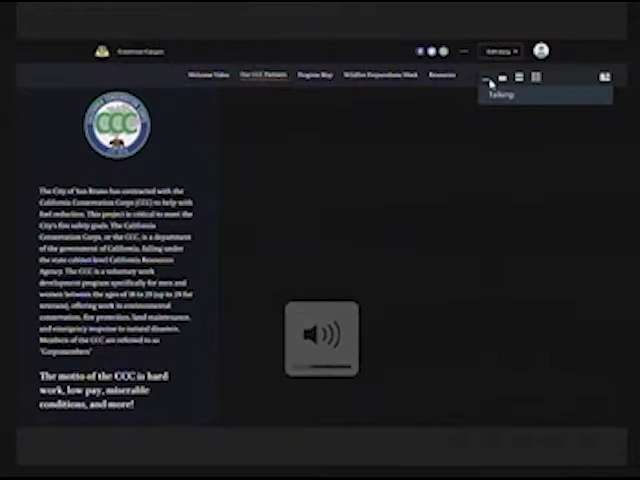 Crestmoor Canyon
Edit story
Welcome Video Our CCC Partners Progress Map Wildfire Preparedness Week Resources
Talking:
CCC
The City of San Bruno has contracted with the
California Conservation Corps (CCC) to help with
fuel reduction. This project is critical to meet the
City's fire safety goals. The California
Conservation Corps, or the CCC, is a department
of the government of California, falling under
the state cabinet-level California Resources
Agency. The CCC is a voluntary work
development program specifically for men and
women between the ages of 18 to 25 (up to 29 for
veterans), offering work in environmental
conservation, fire protection, land maintenance,
and emergency response to natural disasters.
Members of the CCC are referred to as
"Corpsmembers"
The motto of the CCC is hard
work, low pay, miserable
conditions, and more!